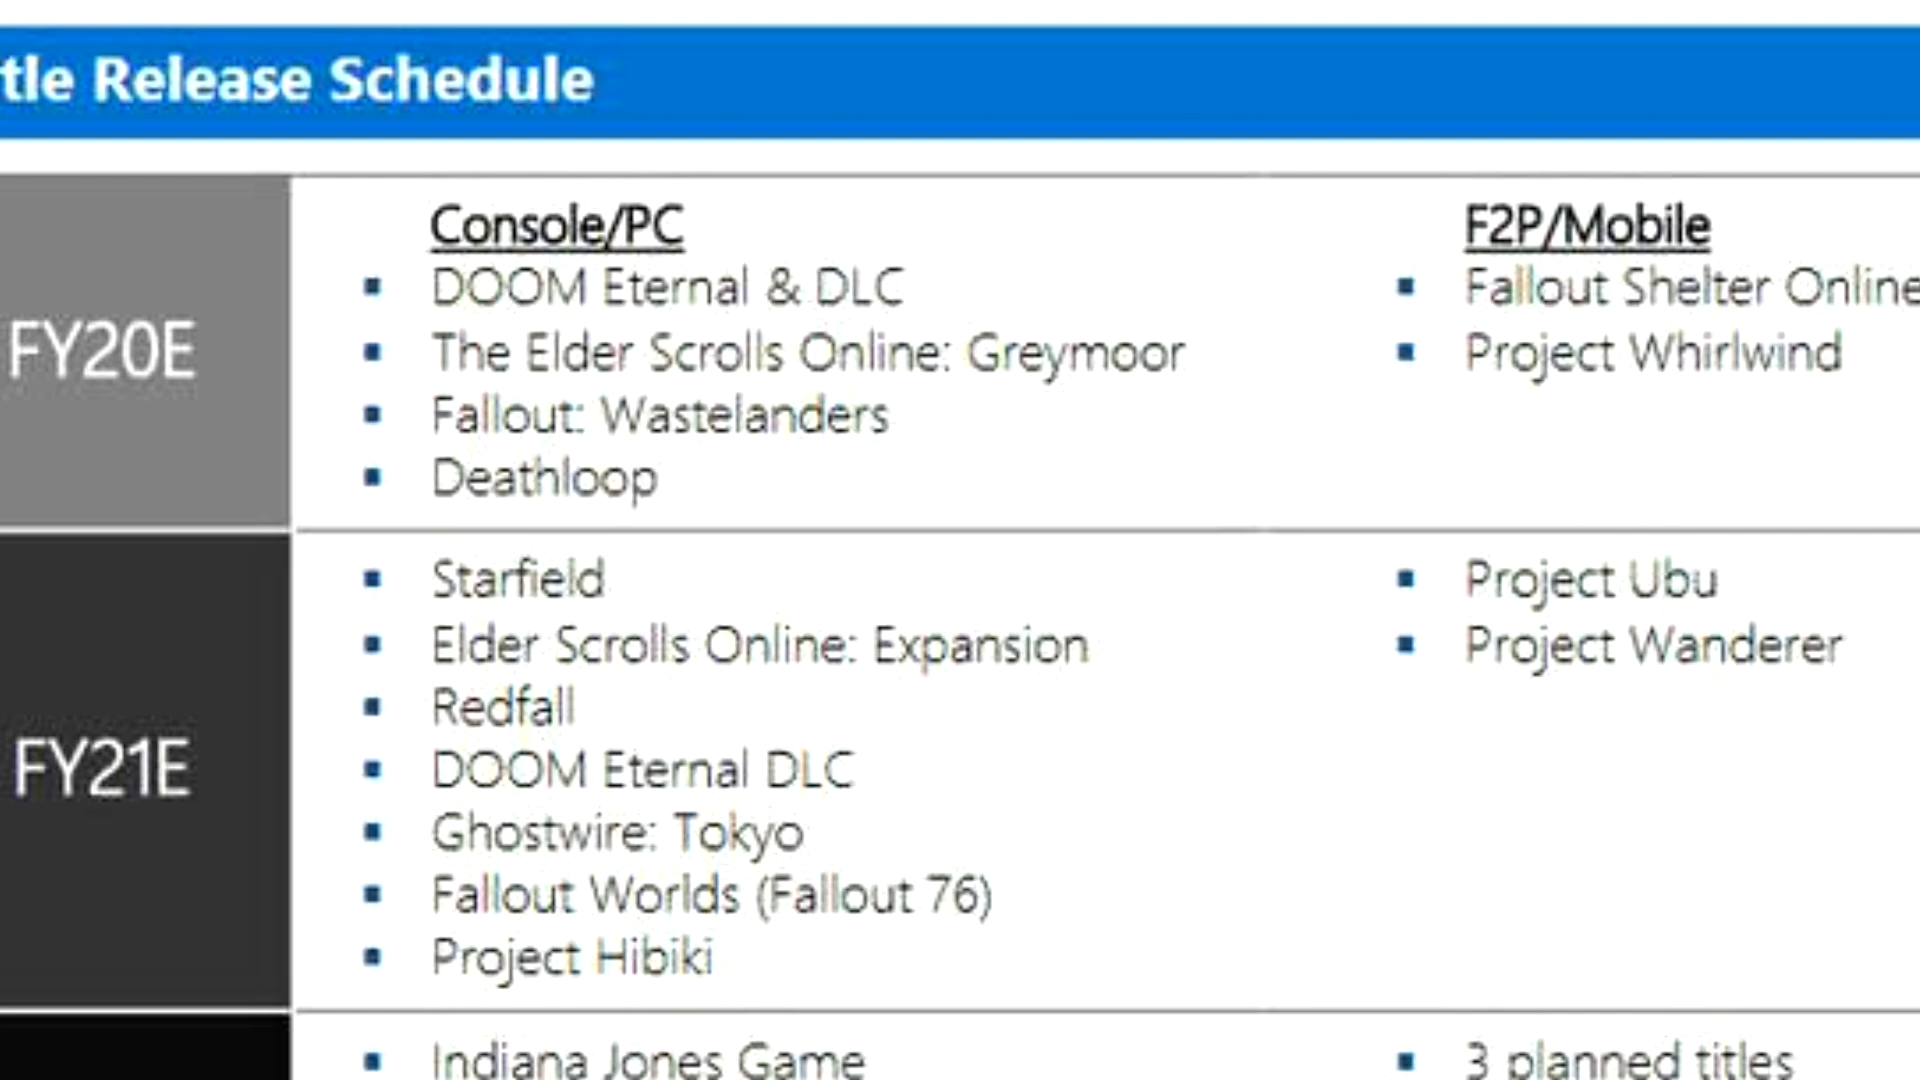 tle Release Schedule
FY20E
Console/PC
DOOM Eternal & DLC
The Elder Scrolls Online: Greymoor
Fallout: Wastelanders
Deathloop
F2P/Mobile
Fallout Shelter Online
Project Whirlwind
FY21E
Starfield
Elder Scrolls Online: Expansion
Redfall
DOOM Eternal DLC
Ghostwire: Tokyo
Fallout Worlds (Fallout 76)
Project Hibiki
Project Ubu
Project Wanderer
Indiana Jones Game
3 planned titles